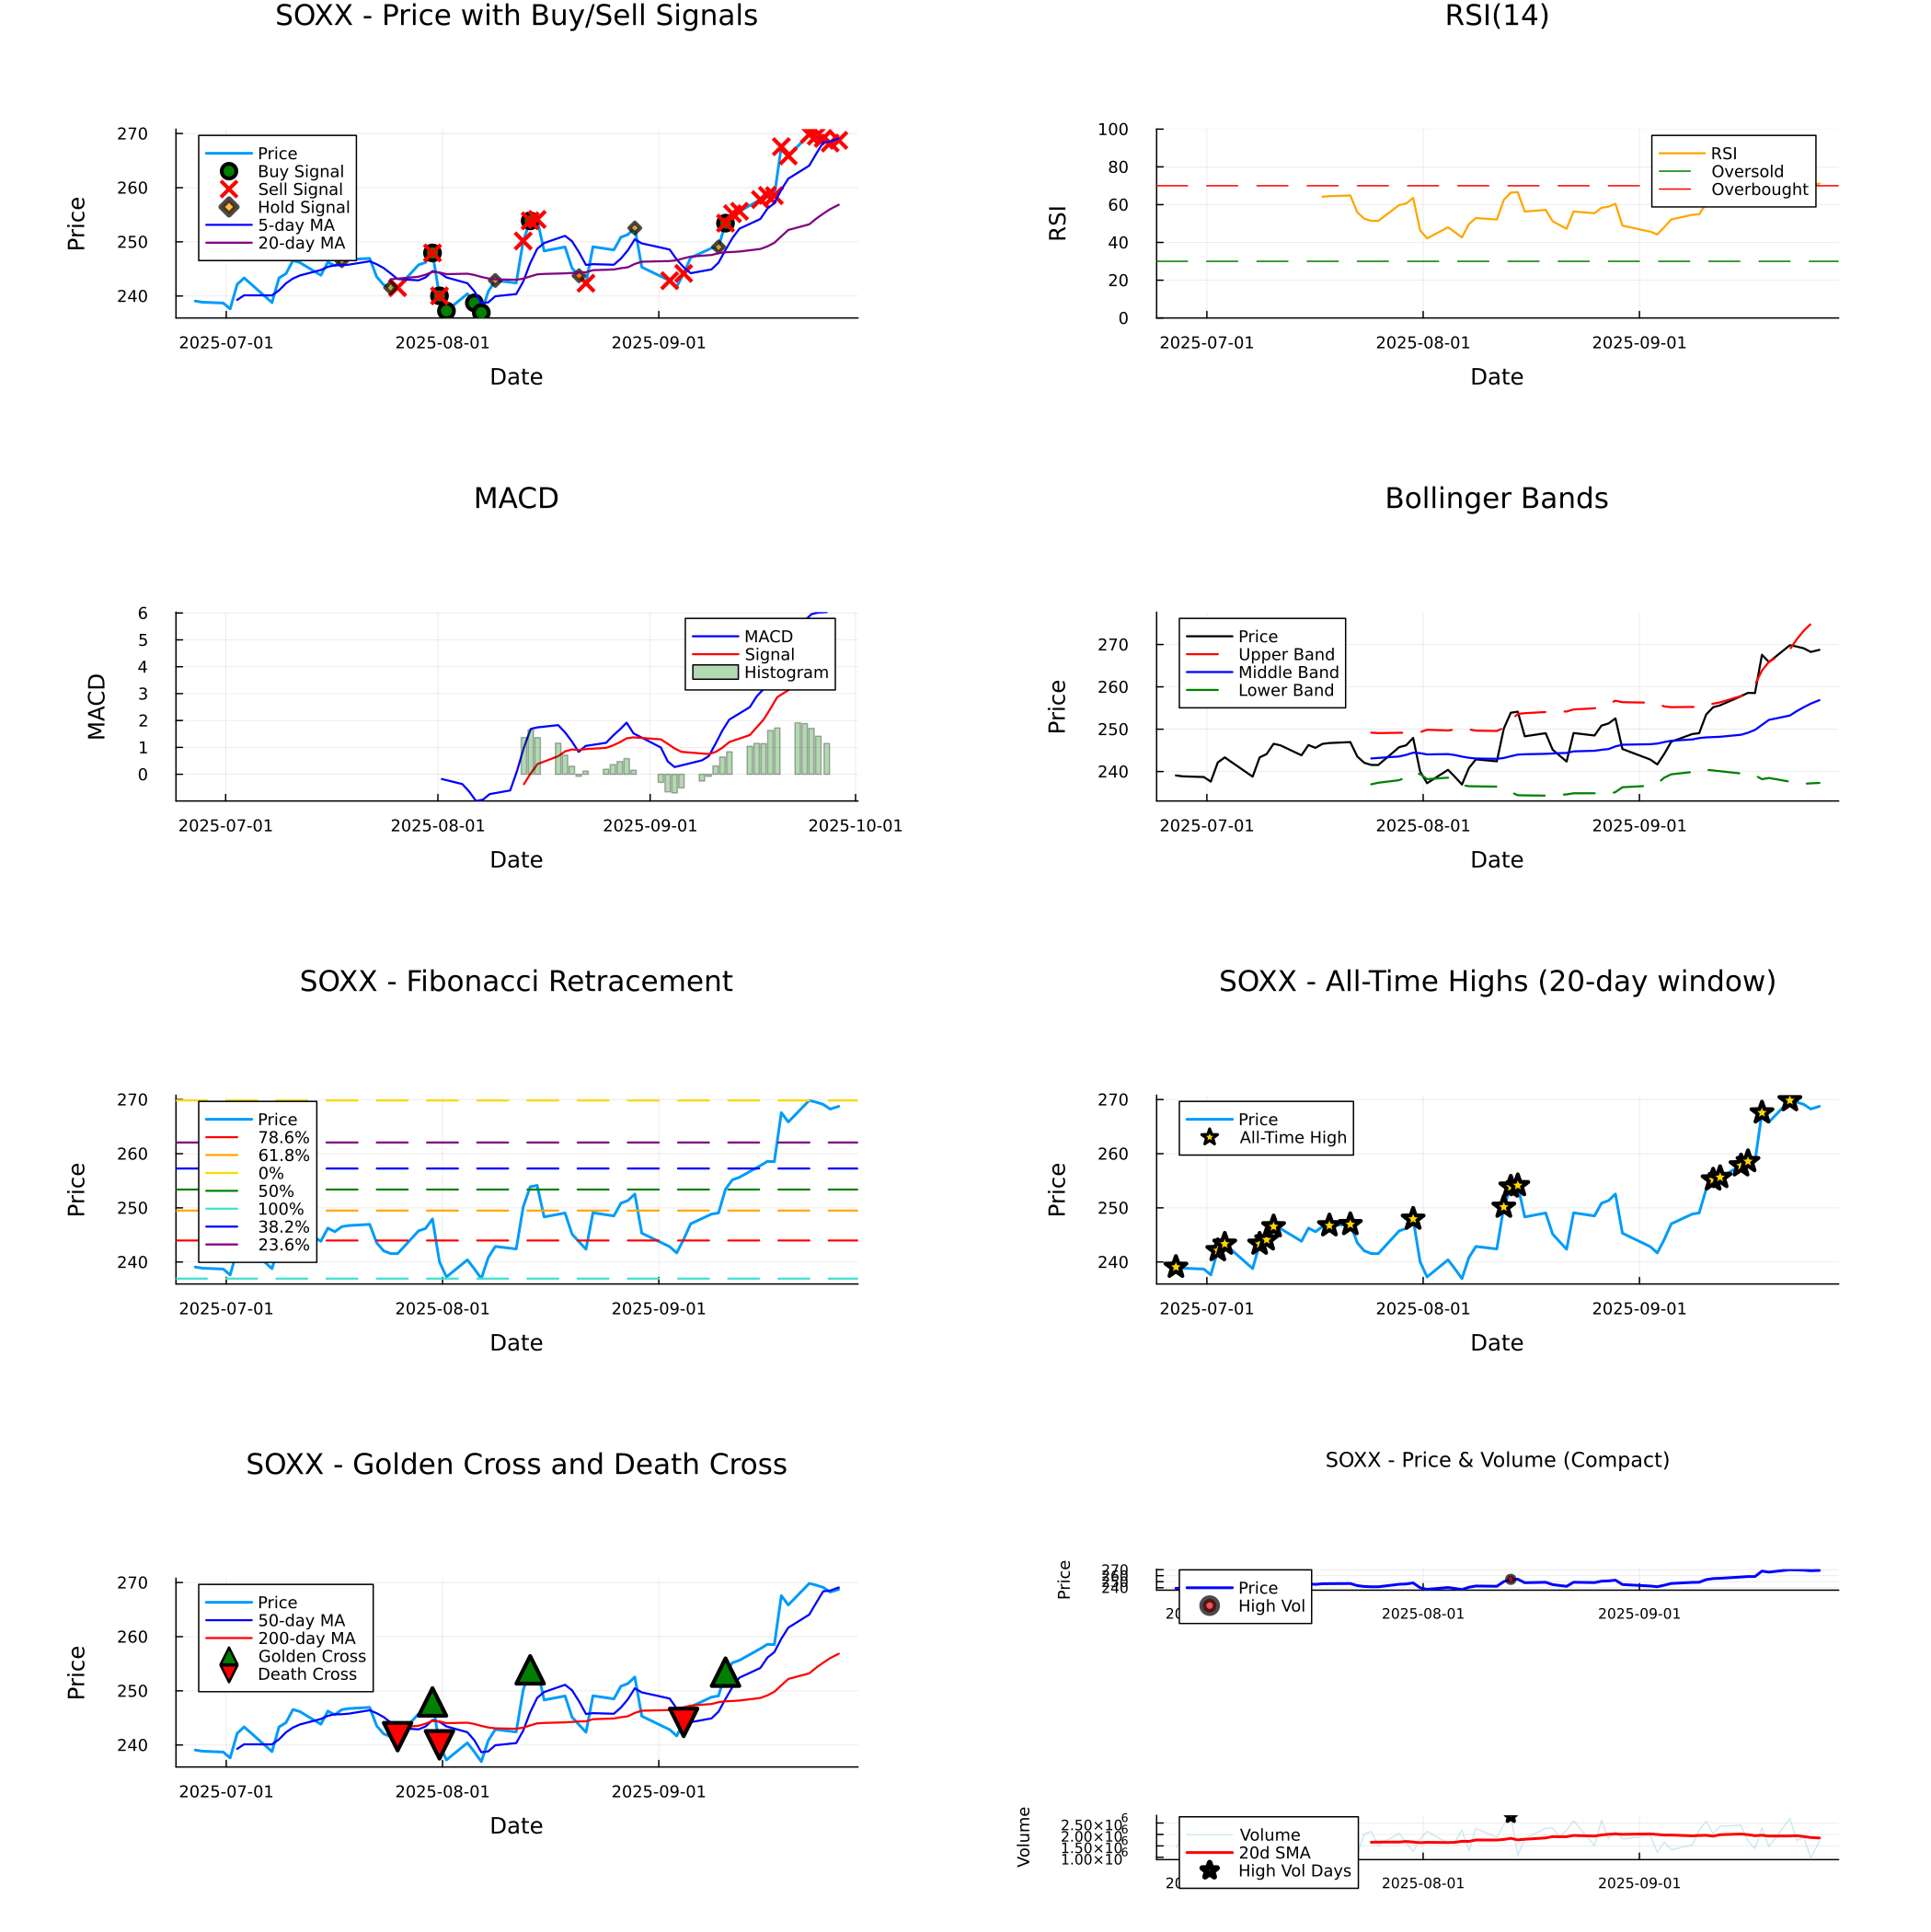 SOXX - Price with Buy/Sell Signals
Price
270
260
250
240
Price
Buy Signal
Sell Signal
Hold Signal
5-day MA
20-day MA
2025-07-01
2025-08-01
2025-09-01
Date
RSI(14)
RSI
100
80
60
40
20
0
RSI
Oversold
Overbought
2025-07-01
2025-08-01
2025-09-01
Date
MACD
MACD
6
5
4
3
2
1
0
MACD
Signal
Histogram
2025-07-01
2025-08-01
2025-09-01
2025-10-01
Date
Bollinger Bands
Price
270
260
250
240
Price
Upper Band
Middle Band
Lower Band
2025-07-01
2025-08-01
2025-09-01
Date
SOXX - Fibonacci Retracement
Price
270
260
250
240
Price
78.6%
61.8%
0%
50%
100%
38.2%
23.6%
2025-07-01
2025-08-01
2025-09-01
Date
SOXX - All-Time Highs (20-day window)
Price
270
260
250
240
Price
All-Time High
2025-07-01
2025-08-01
2025-09-01
Date
SOXX - Golden Cross and Death Cross
Price
270
260
250
240
Price
50-day MA
200-day MA
Golden Cross
Death Cross
2025-07-01
2025-08-01
2025-09-01
Date
SOXX - Price & Volume (Compact)
Price
270
260
240
Price
High Vol
2025-08-01
2025-09-01
Volume
2.50×10⁶
2.00×10⁶
1.50×10⁶
1.00×10⁶
Volume
20d SMA
High Vol Days
2025-08-01
2025-09-01